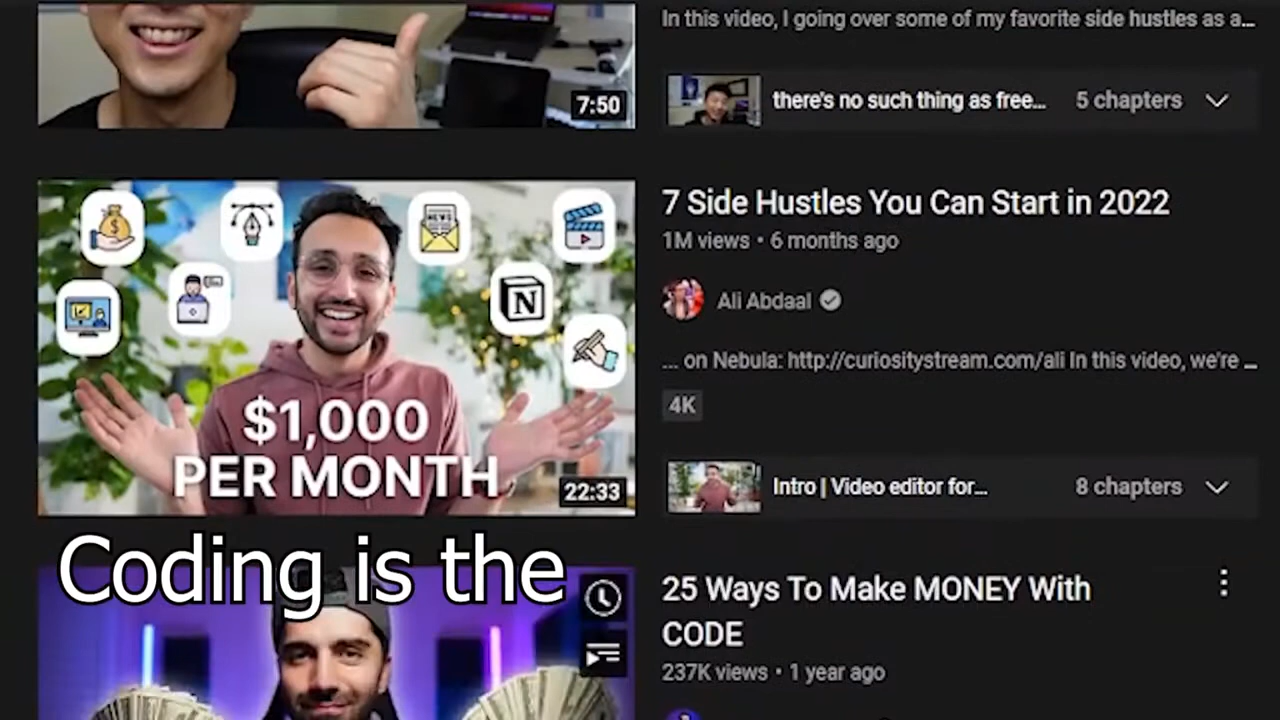 In this video, I going over some of my favorite side hustles as a...
7:50
there's no such thing as free...
5 chapters
7 Side Hustles You Can Start in 2022
1M views • 6 months ago
Ali Abdaal
NEWS
N
... on Nebula: http://curiositystream.com/ali In this video, we're ...
4K
$1,000
PER MONTH
22:33
Intro | Video editor for...
8 chapters
Coding is the
25 Ways To Make MONEY With
CODE
237K views • 1 year ago